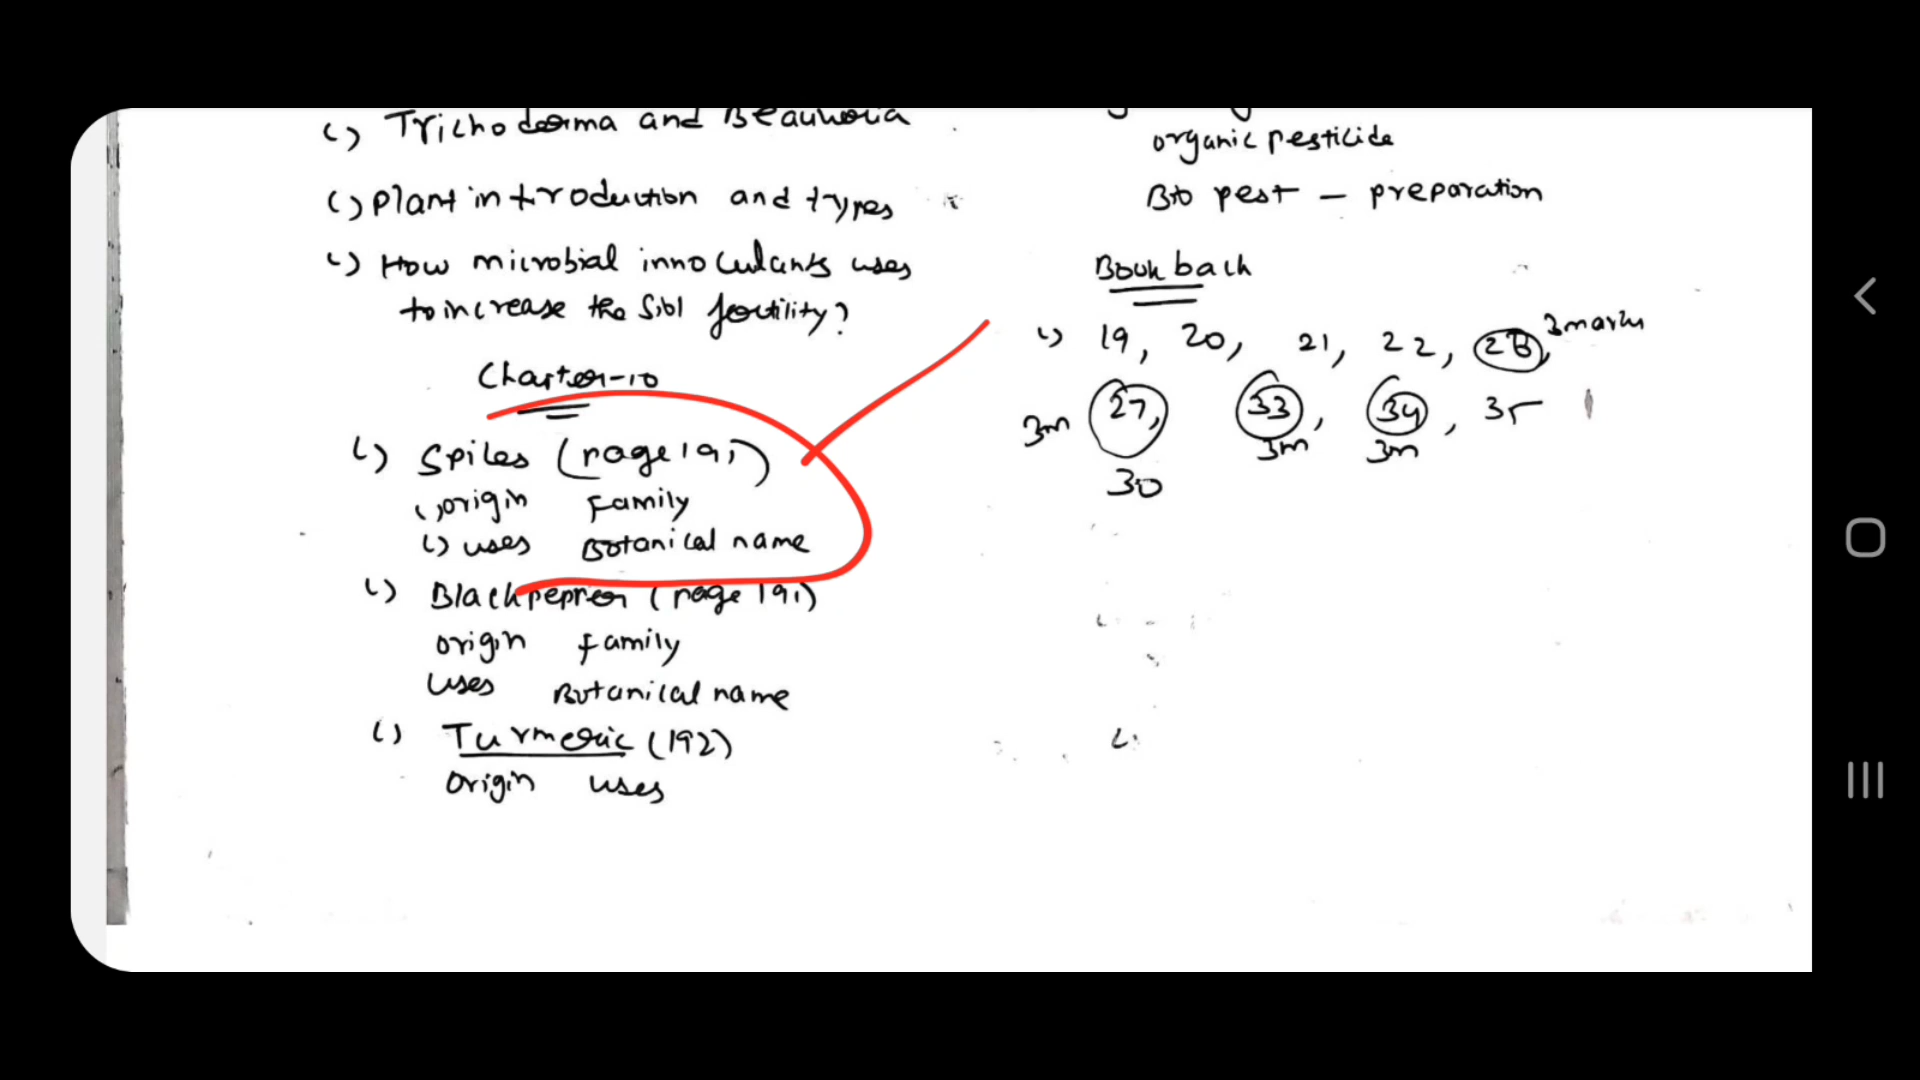 Trichoderma and Beauveria
Plant introduction and types
How microbial innoculants uses
to increase the Soil fertility?
Chapter-10
Spices (page 191)
origin Family
uses Botanical name
Blackpepper (page 191)
origin family
uses Botanical name
Turmeric (192)
origin uses
organic pesticide
Bio pest – preparation
Book back
19, 20, 21, 22, 3marks
3m 27, 33, 34, 35
3m 3m
30